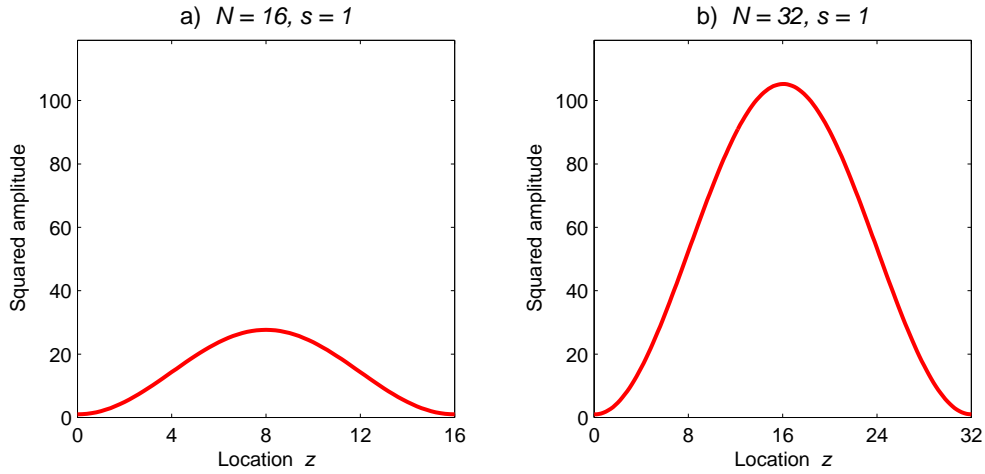 a) N = 16, s = 1
Squared amplitude
100
80
60
40
20
0
0 4 8 12 16
Location z
b) N = 32, s = 1
Squared amplitude
100
80
60
40
20
0
0 8 16 24 32
Location z